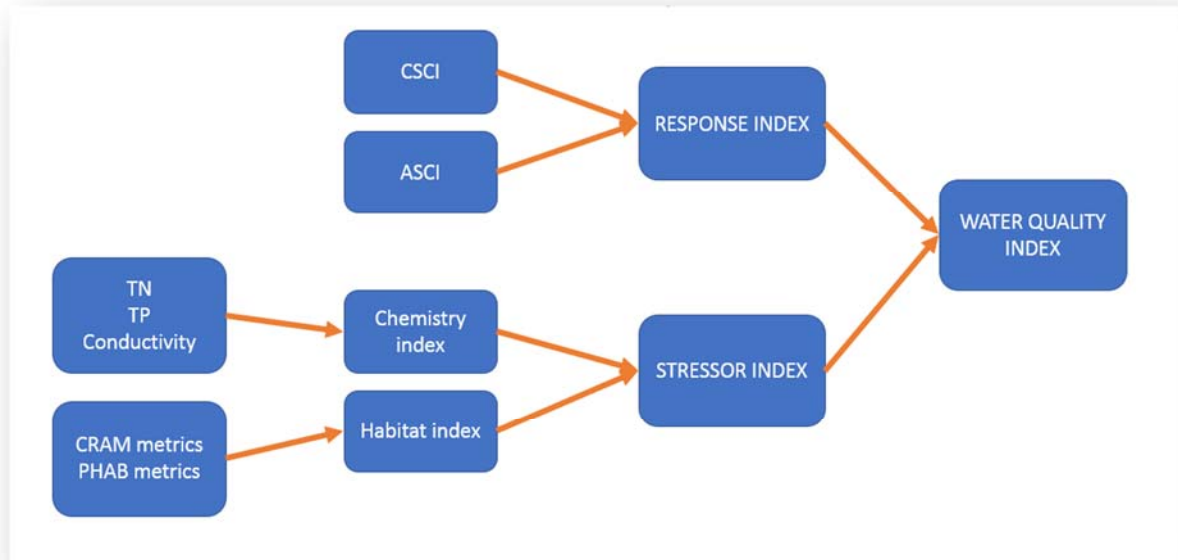 CSCI
ASCI
RESPONSE INDEX
WATER QUALITY
INDEX
TN
TP
Conductivity
Chemistry
index
STRESSOR INDEX
CRAM metrics
PHAB metrics
Habitat index